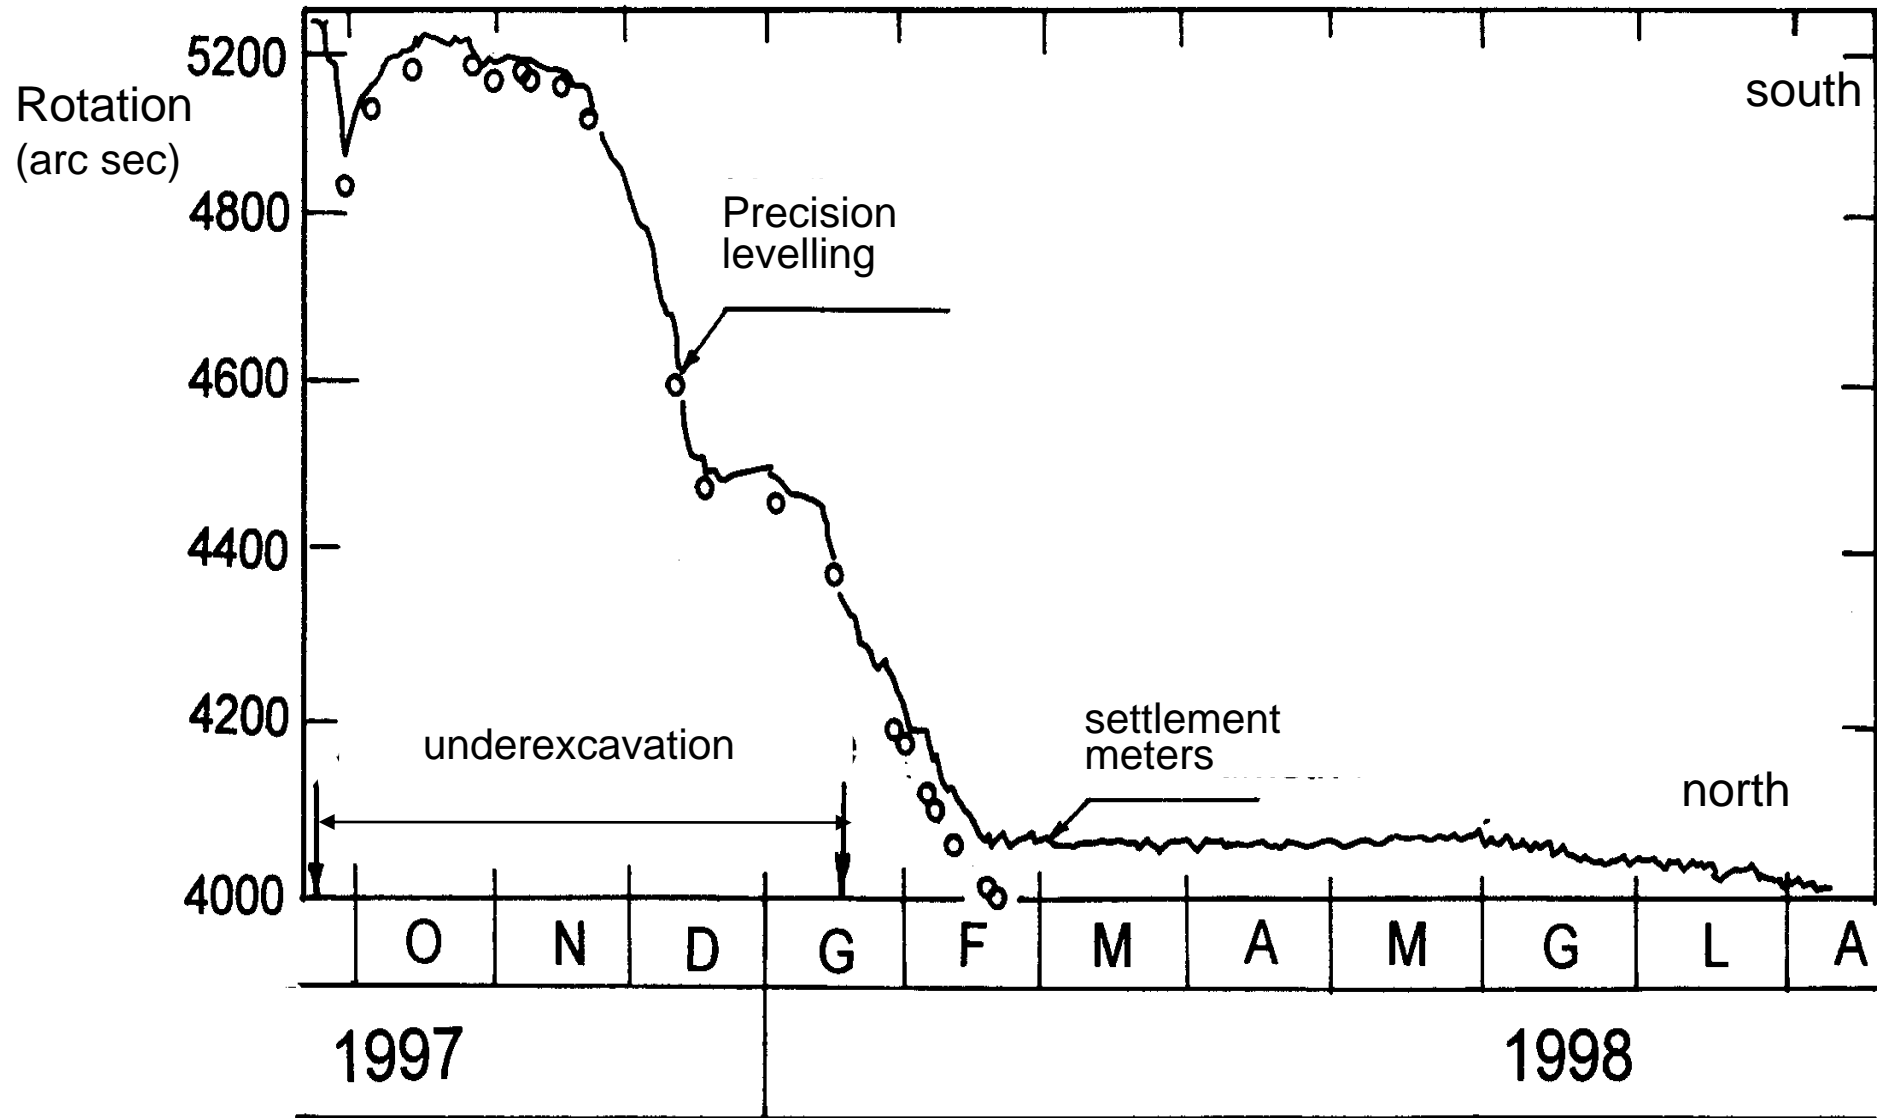 5200
Rotation
(arc sec)
south
4800
Precision
levelling
4600
4400
4200
settlement
meters
underexcavation
north
4000
O N D G F M A M G L A
1997 1998